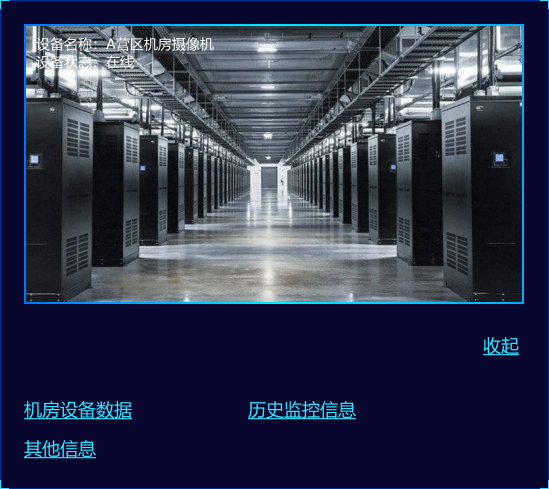 设备名称：A营区机房摄像机
设备状态：在线
收起
机房设备数据
历史监控信息
其他信息